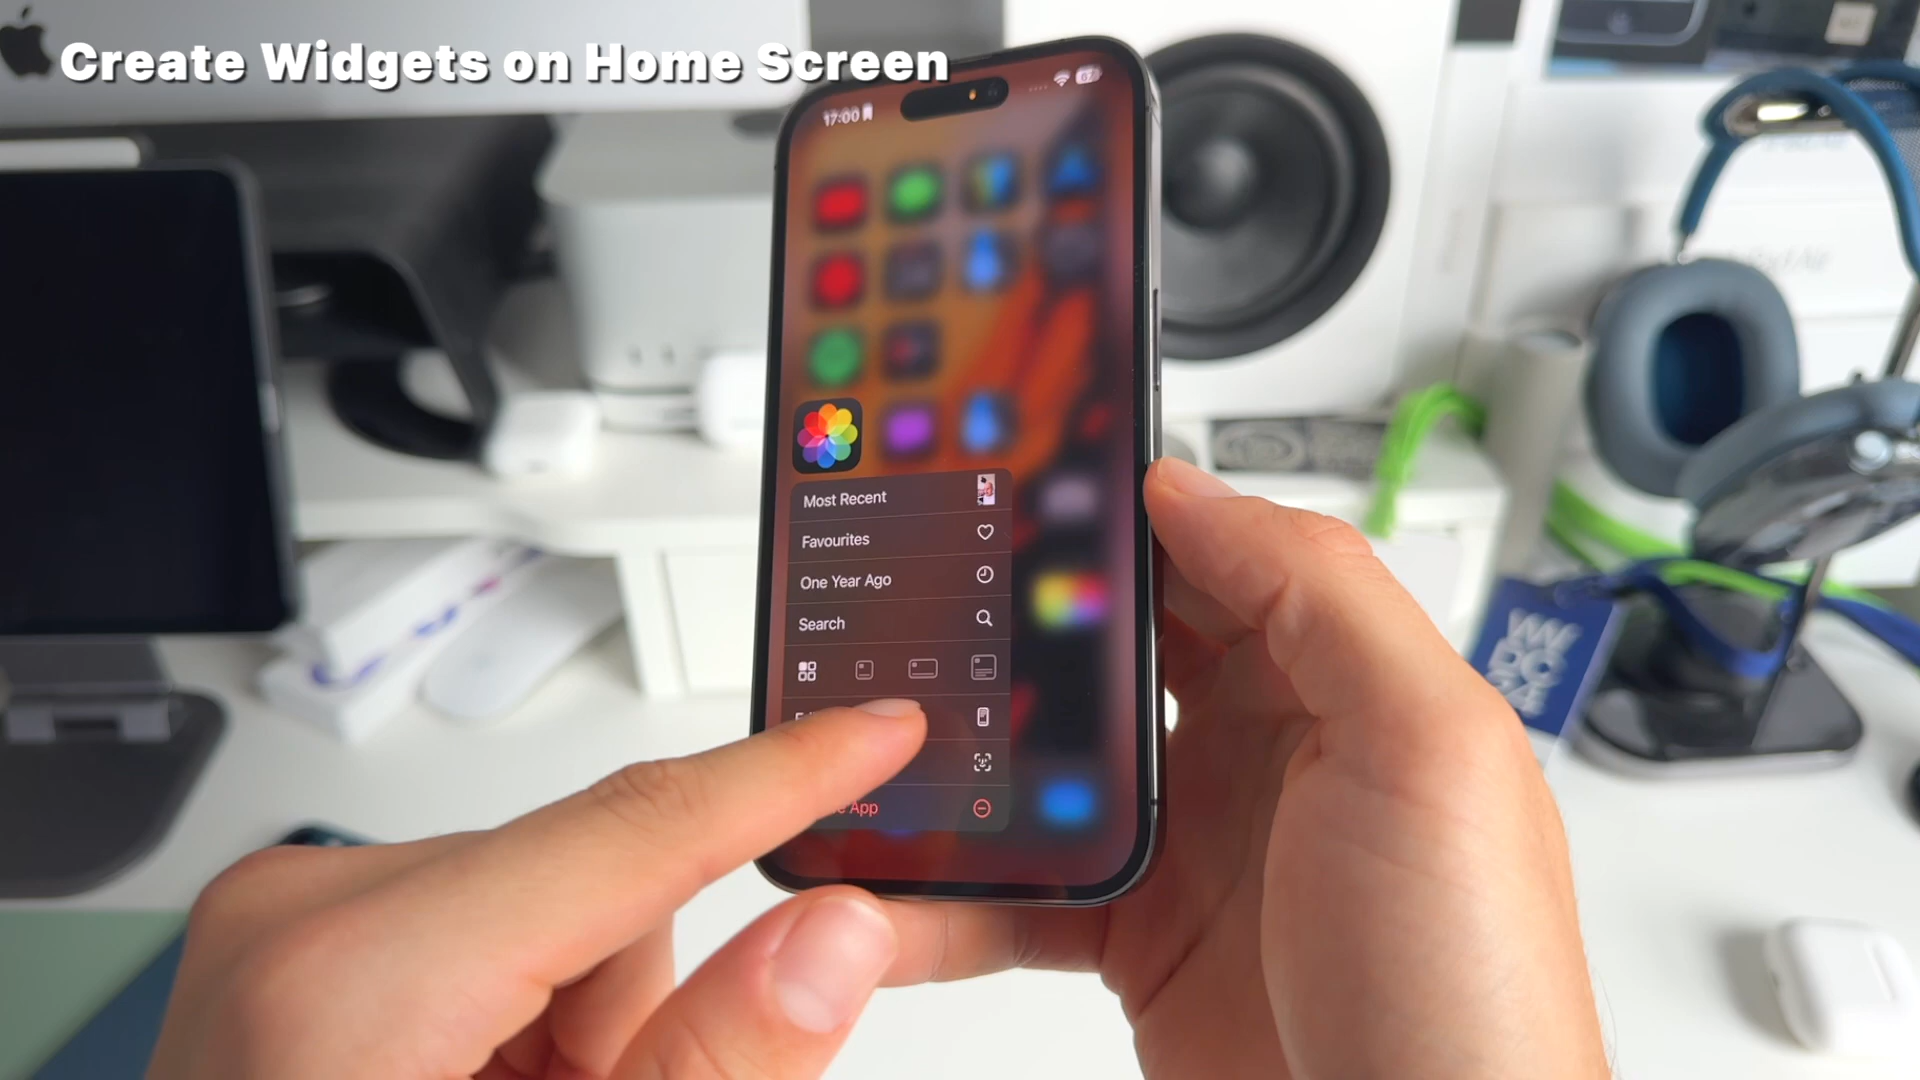 Create Widgets on Home Screen
17:00
Most Recent
Favourites
One Year Ago
Search
App